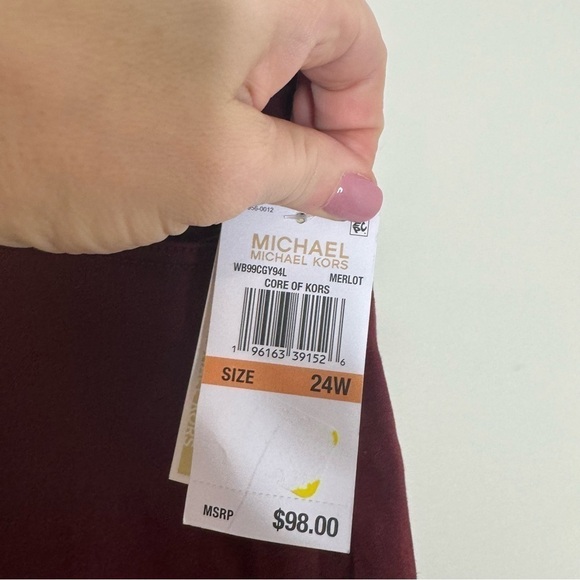 MICHAEL
MICHAEL KORS
WB99CGY94L MERLOT
CORE OF KORS
1 96163 39152 6
SIZE 24W
MSRP $98.00